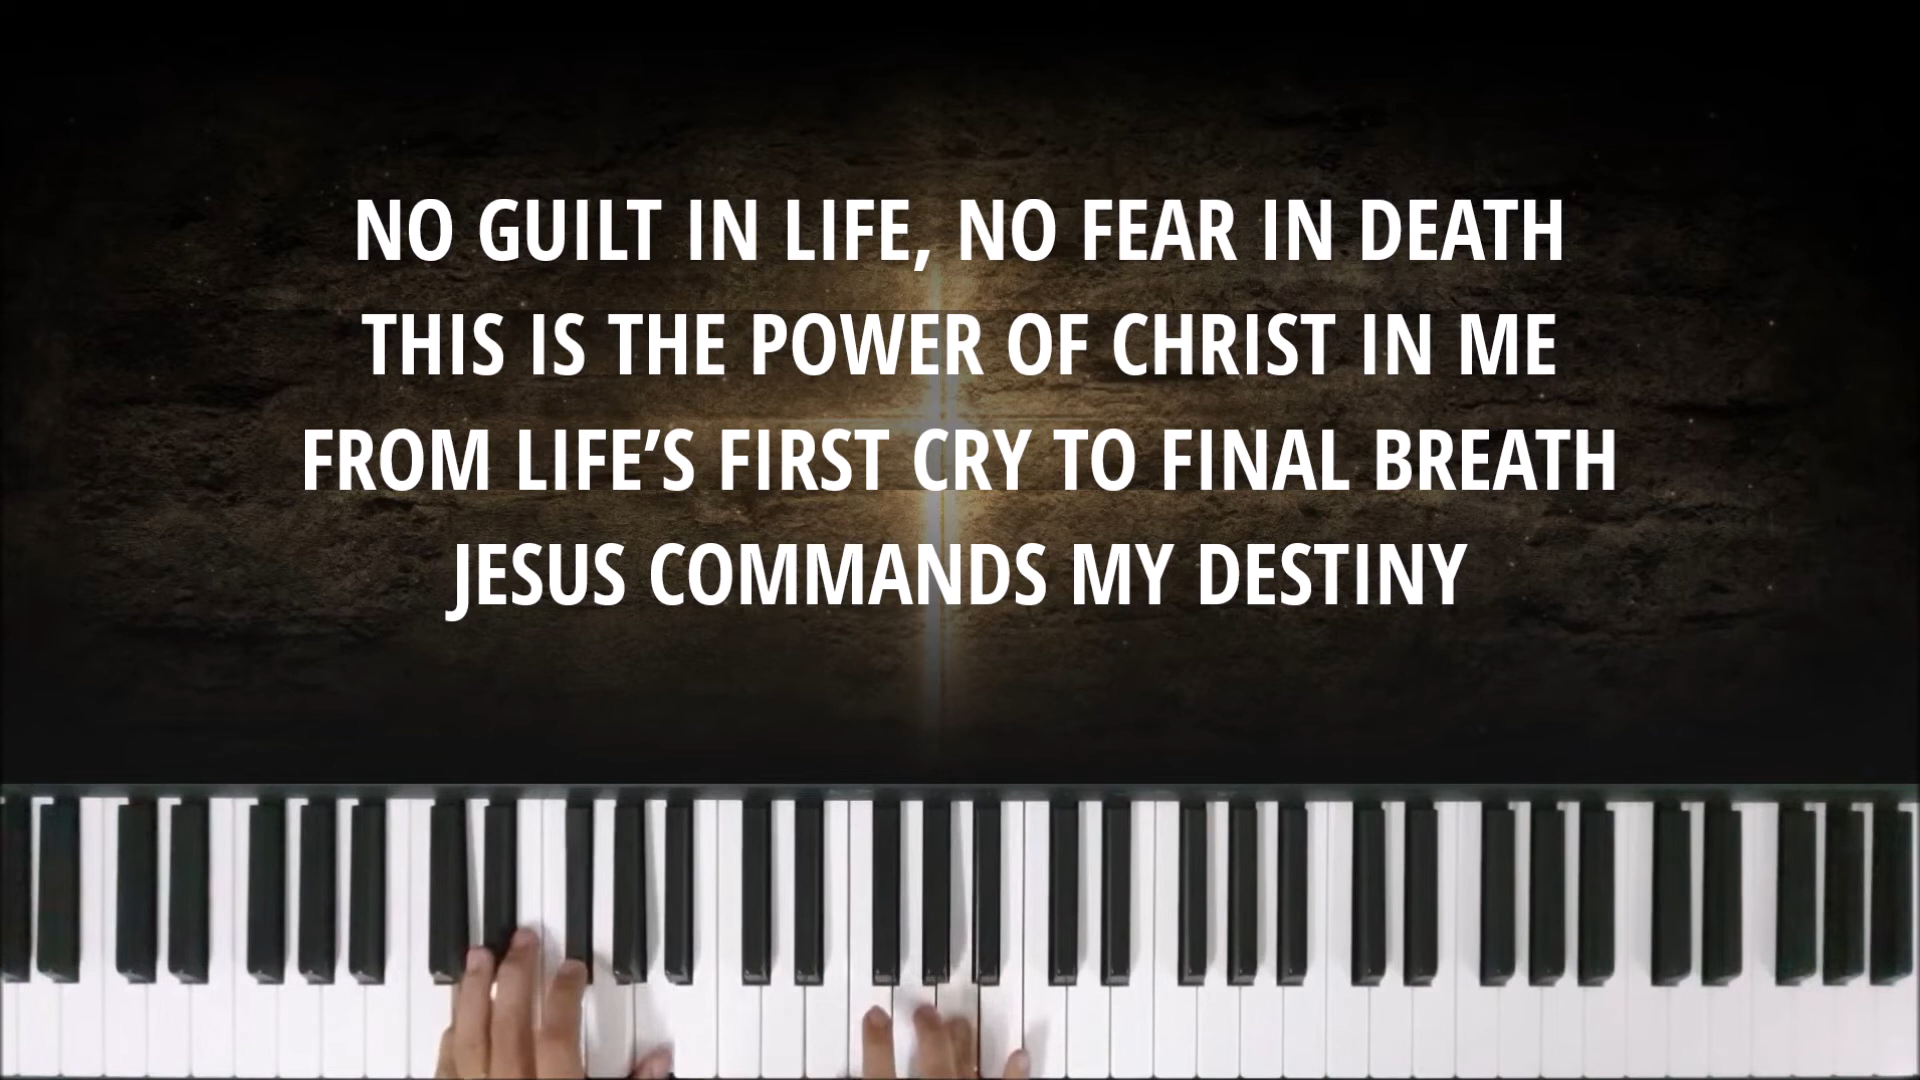 NO GUILT IN LIFE, NO FEAR IN DEATH
THIS IS THE POWER OF CHRIST IN ME
FROM LIFE’S FIRST CRY TO FINAL BREATH
JESUS COMMANDS MY DESTINY